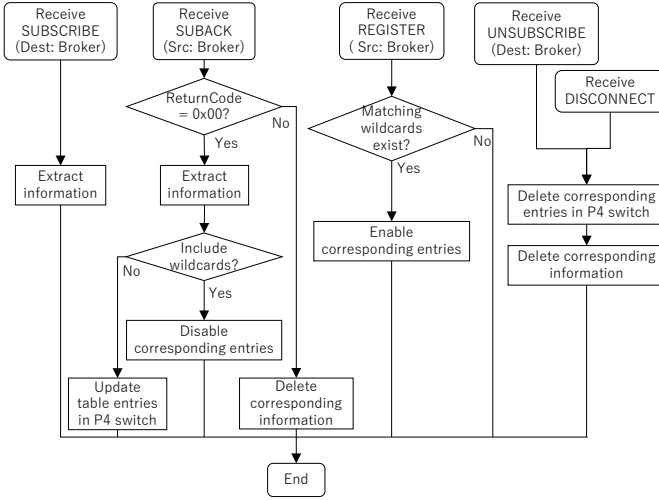 Receive
SUBSCRIBE
(Dest: Broker)
Receive
SUBACK
(Src: Broker)
Receive
REGISTER
( Src: Broker)
Receive
UNSUBSCRIBE
(Dest: Broker)
Receive
DISCONNECT
ReturnCode
= 0x00?
No
Yes
Matching
wildcards
exist?
No
Yes
Extract
information
Extract
information
Delete corresponding
entries in P4 switch
Enable
corresponding entries
Include
wildcards?
No
Yes
Delete corresponding
information
Disable
corresponding entries
Update
table entries
in P4 switch
Delete
corresponding
information
End